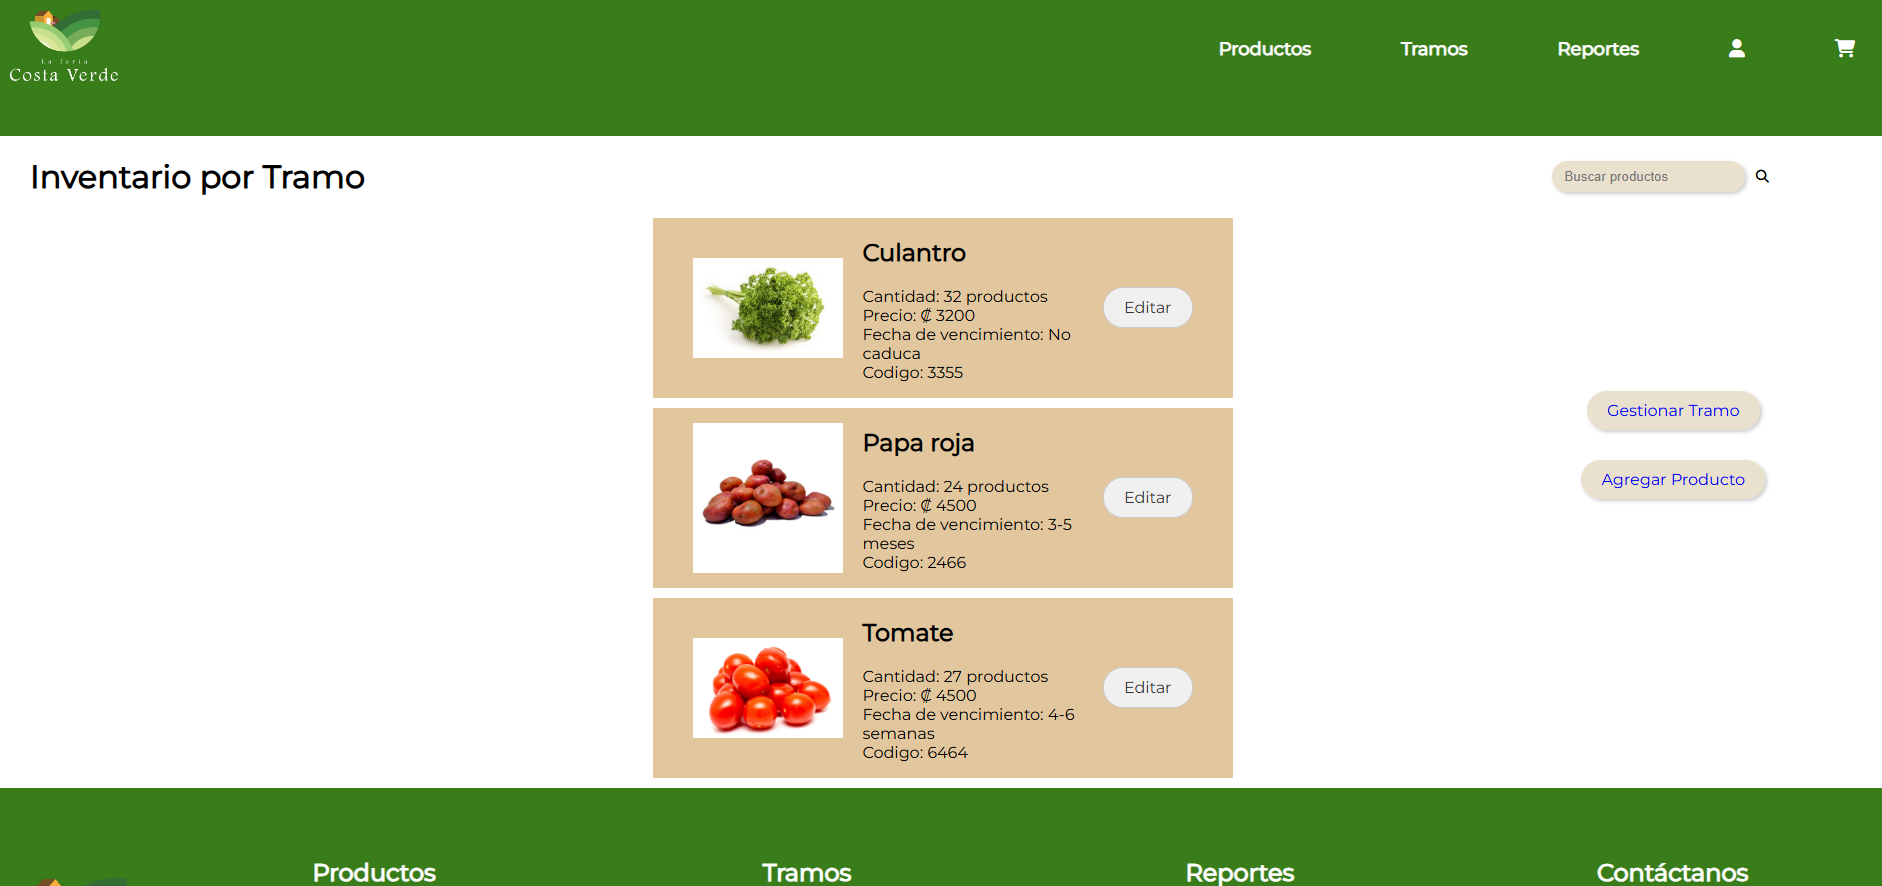 La feria
Costa Verde
Productos
Tramos
Reportes
Inventario por Tramo
Buscar productos
Culantro
Cantidad: 32 productos
Precio: ₡ 3200
Fecha de vencimiento: No
caduca
Codigo: 3355
Editar
Papa roja
Cantidad: 24 productos
Precio: ₡ 4500
Fecha de vencimiento: 3-5
meses
Codigo: 2466
Editar
Tomate
Cantidad: 27 productos
Precio: ₡ 4500
Fecha de vencimiento: 4-6
semanas
Codigo: 6464
Editar
Gestionar Tramo
Agregar Producto
Productos
Tramos
Reportes
Contáctanos